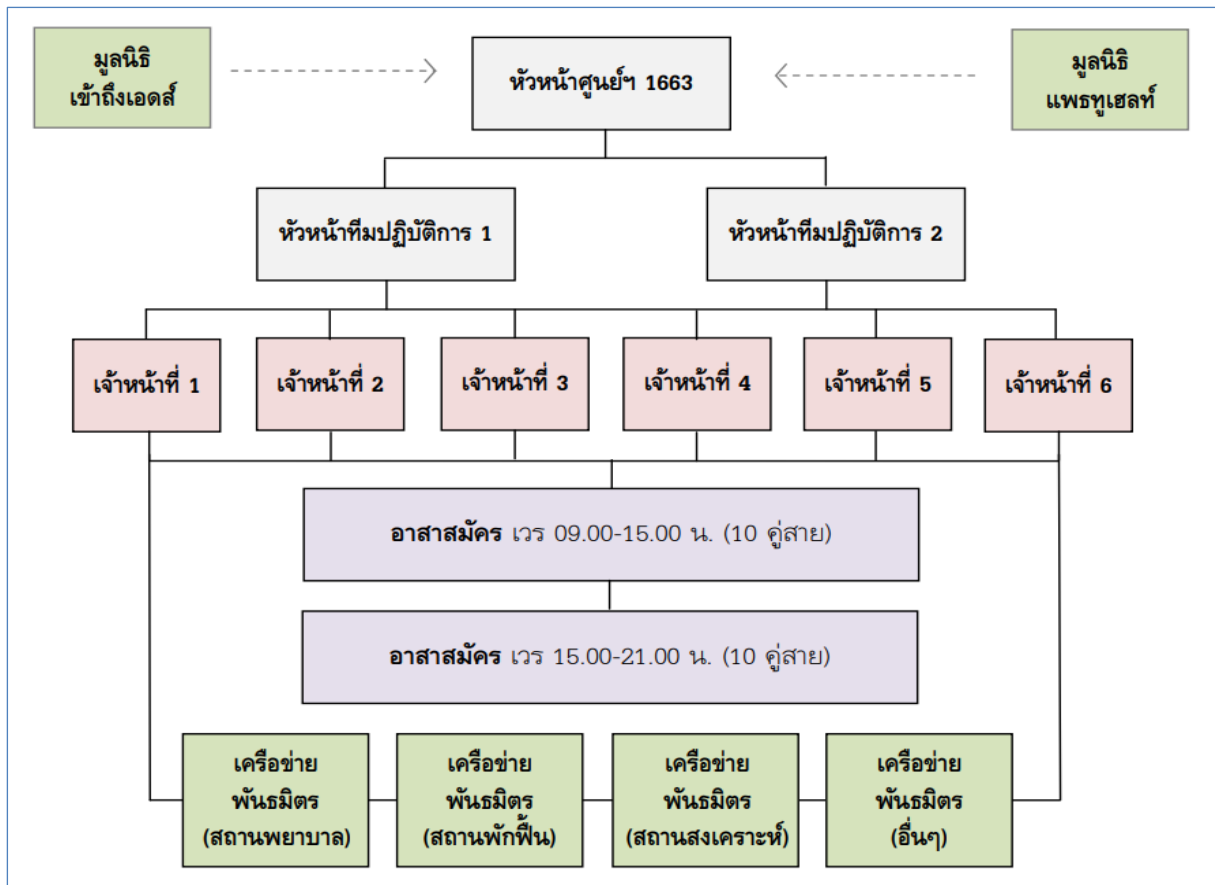 มูลนิธิ
เข้าถึงเอดส์
หัวหน้าศูนย์ฯ 1663
มูลนิธิ
แพธทูเฮลท์
หัวหน้าทีมปฏิบัติการ 1
หัวหน้าทีมปฏิบัติการ 2
เจ้าหน้าที่ 1
เจ้าหน้าที่ 2
เจ้าหน้าที่ 3
เจ้าหน้าที่ 4
เจ้าหน้าที่ 5
เจ้าหน้าที่ 6
อาสาสมัคร เวร 09.00-15.00 น. (10 คู่สาย)
อาสาสมัคร เวร 15.00-21.00 น. (10 คู่สาย)
เครือข่าย
พันธมิตร
(สถานพยาบาล)
เครือข่าย
พันธมิตร
(สถานพักฟื้น)
เครือข่าย
พันธมิตร
(สถานสงเคราะห์)
เครือข่าย
พันธมิตร
(อื่นๆ)